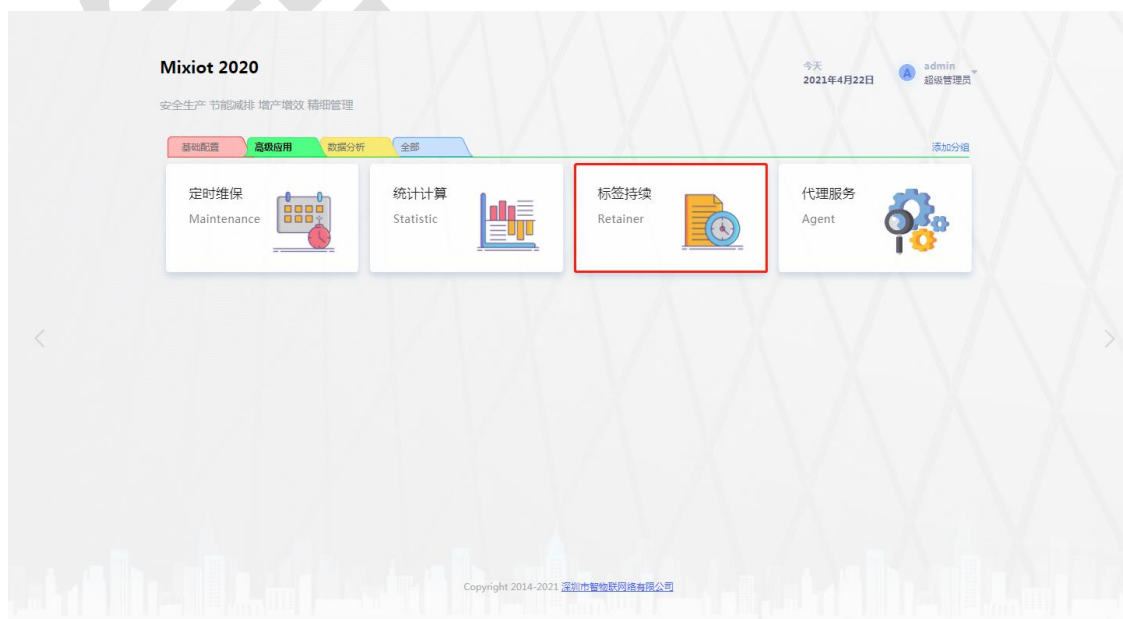 Mixiot 2020
今天
2021年4月22日
A
admin
超级管理员
安全生产 节能减排 增产增效 精细管理
基础配置
高级应用
数据分析
全部
添加分组
定时维保
Maintenance
统计计算
Statistic
标签持续
Retainer
代理服务
Agent
Copyright 2014-2021 深圳市智物联网络有限公司